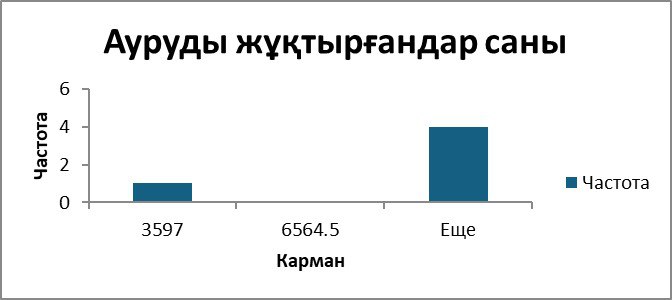 Ауруды жұқтырғандар саны
Частота
6
4
2
0
3597 6564.5 Еще
Карман
Частота